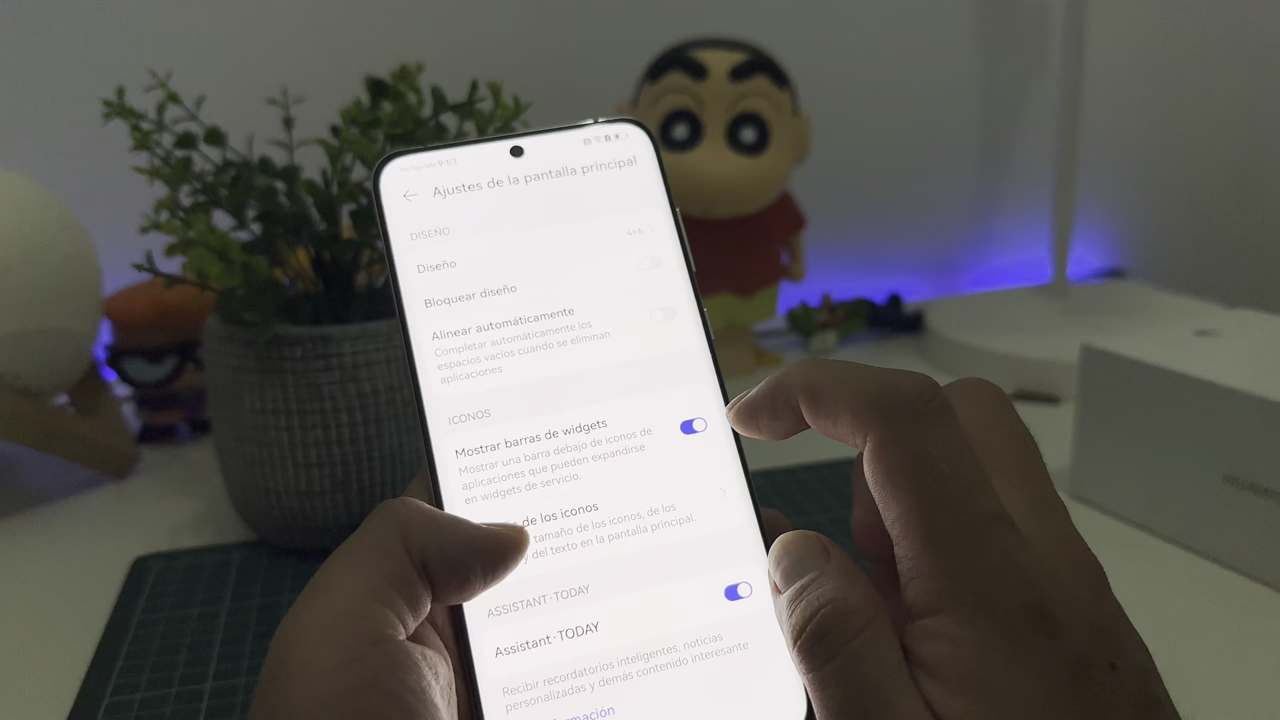 9:53
Ajustes de la pantalla principal
DISEÑO
Diseño
Bloquear diseño
Alinear automáticamente
Completar automáticamente los
espacios vacíos cuando se eliminan
aplicaciones
ICONOS
Mostrar barras de widgets
Mostrar una barra debajo de iconos de
aplicaciones que pueden expandirse
en widgets de servicio.
de los iconos
tamaño de los iconos, de los
y del texto en la pantalla principal.
ASSISTANT·TODAY
Assistant·TODAY
Recibir recordatorios inteligentes, noticias
personalizadas y demás contenido interesante
HUAWEI